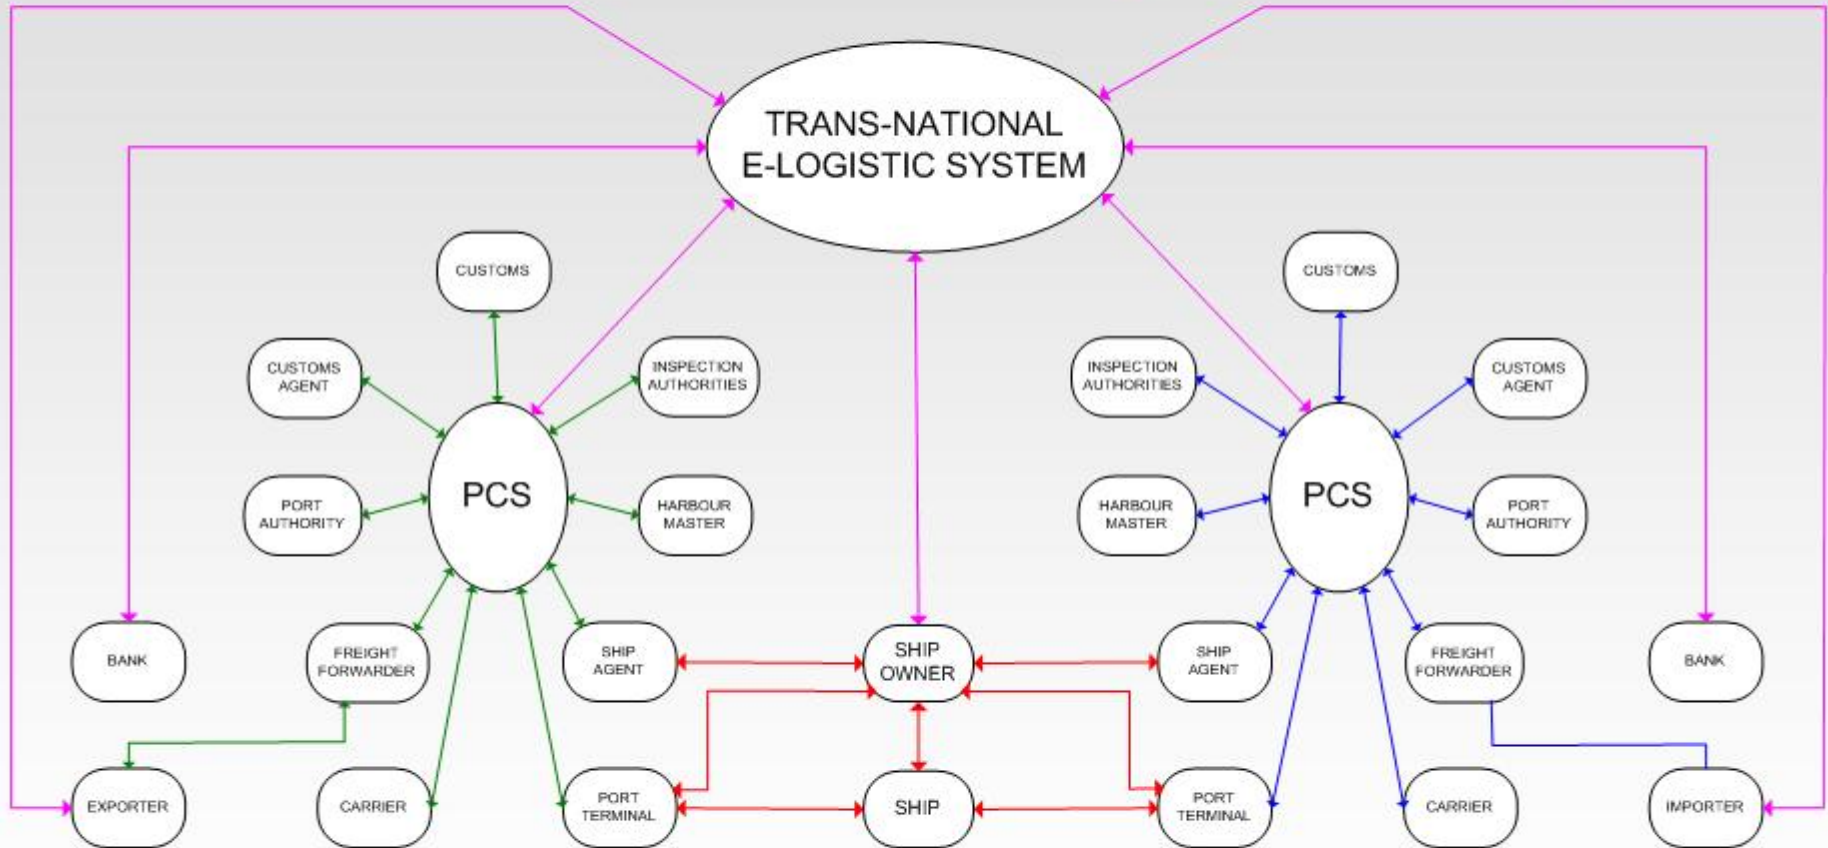 TRANS-NATIONAL
E-LOGISTIC SYSTEM
CUSTOMS
CUSTOMS
CUSTOMS
AGENT
INSPECTION
AUTHORITIES
INSPECTION
AUTHORITIES
CUSTOMS
AGENT
PCS
PCS
PORT
AUTHORITY
HARBOUR
MASTER
HARBOUR
MASTER
PORT
AUTHORITY
BANK
FREIGHT
FORWARDER
SHIP
AGENT
SHIP
OWNER
SHIP
AGENT
FREIGHT
FORWARDER
BANK
EXPORTER
CARRIER
PORT
TERMINAL
SHIP
PORT
TERMINAL
CARRIER
IMPORTER